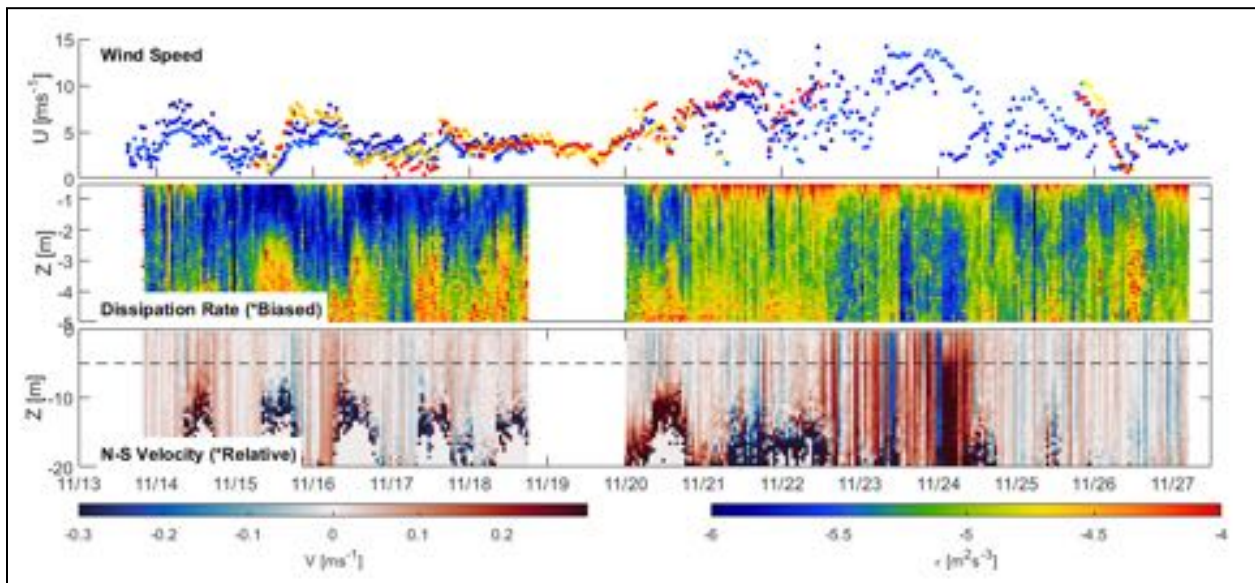 15
Wind Speed
10
U [ms⁻¹]
5
0
-1
-2
Z [m]
-3
-4
Dissipation Rate (*Biased)
-5
0
-10
Z [m]
N-S Velocity (*Relative)
-20
11/13 11/14 11/15 11/16 11/17 11/18 11/19 11/20 11/21 11/22 11/23 11/24 11/25 11/26 11/27
-0.3 -0.2 -0.1 0 0.1 0.2 -6 -5.5 -5 -4.5 -4
V [ms⁻¹] [m²s⁻³]